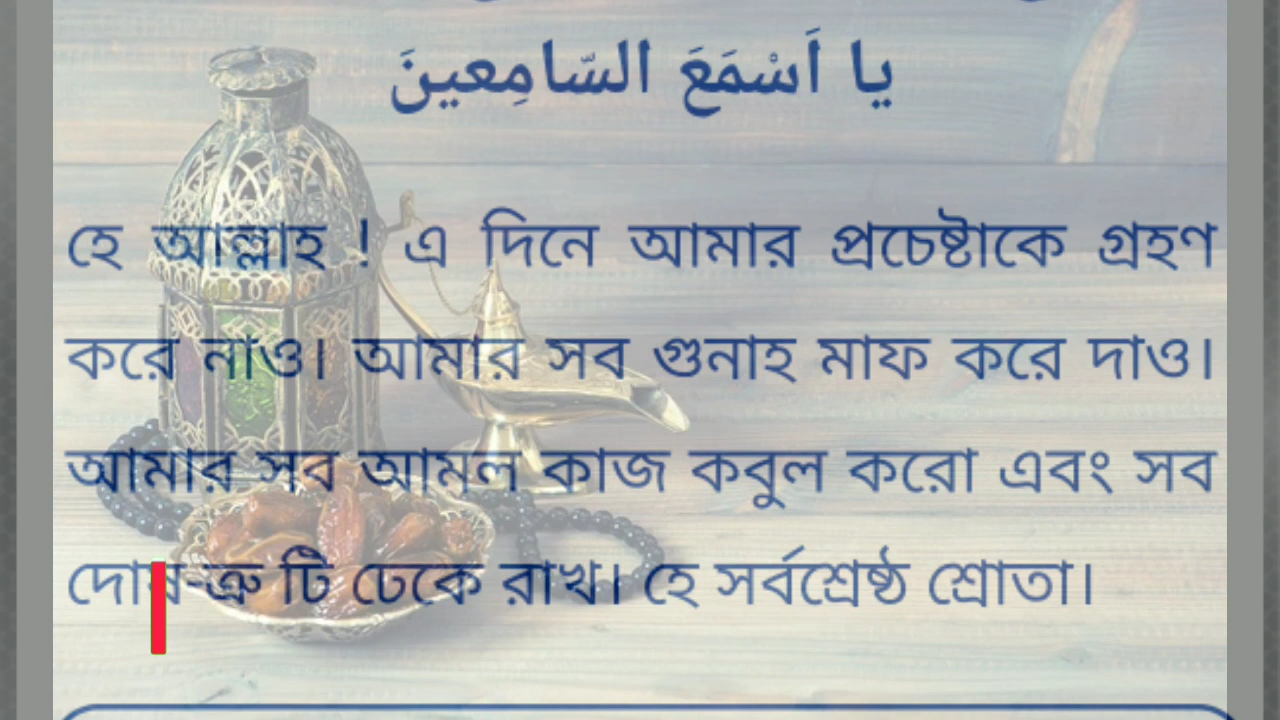 يا اَسْمَعَ السّامِعينَ
হে আল্লাহ ! এ দিনে আমার প্রচেষ্টাকে গ্রহণ
করে নাও। আমার সব গুনাহ মাফ করে দাও।
আমার সব আমল কাজ কবুল করো এবং সব
দোষ-ত্রু টি ঢেকে রাখ। হে সর্বশ্রেষ্ঠ শ্রোতা।